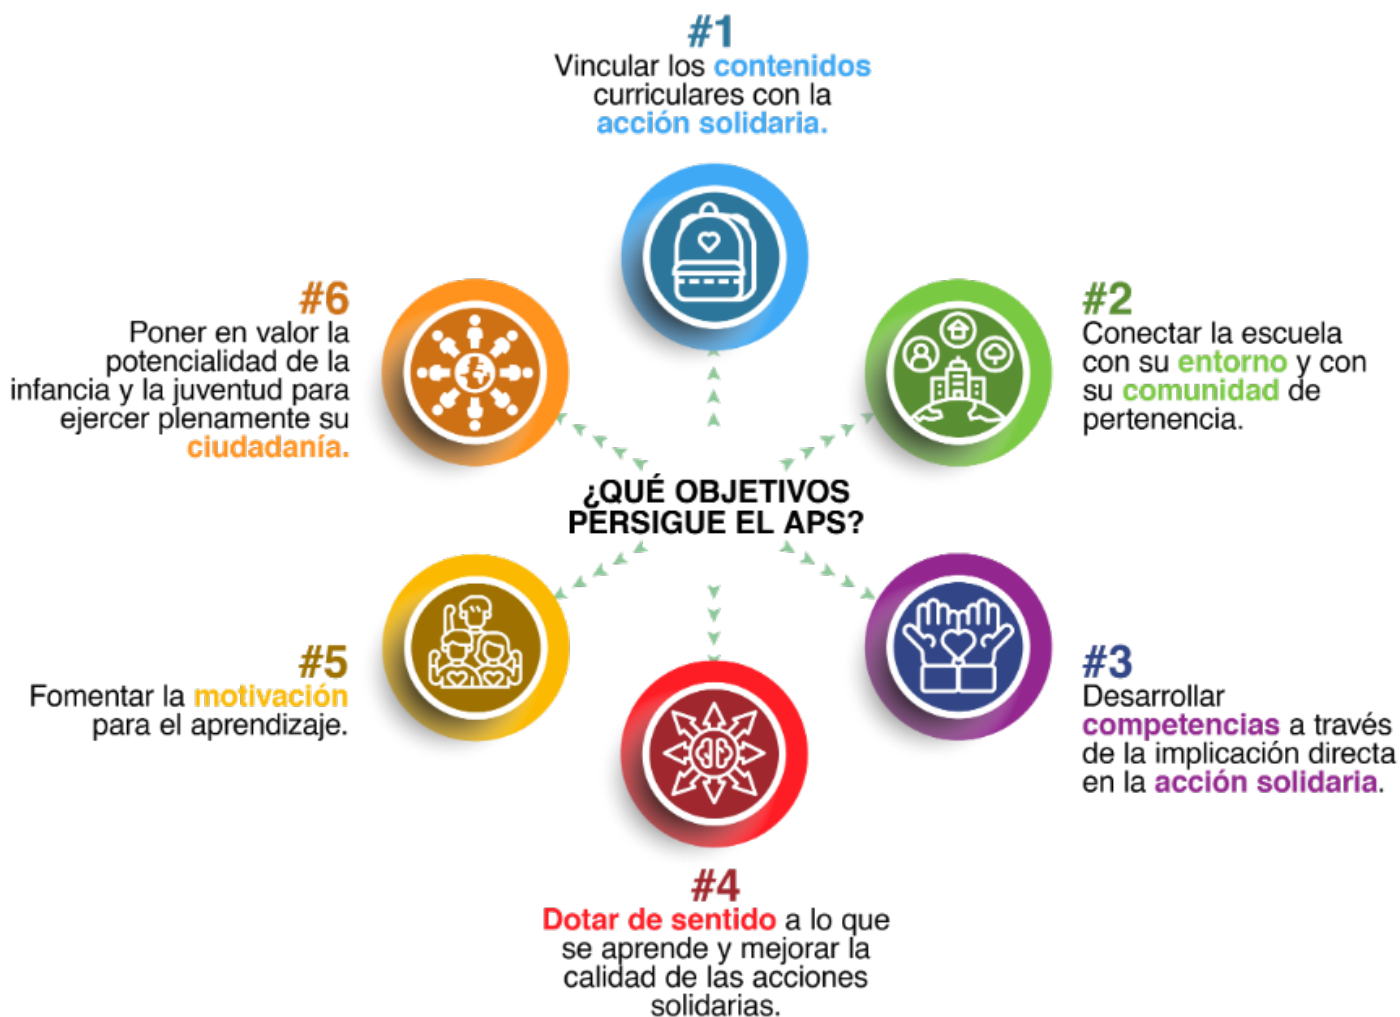 #1
Vincular los contenidos
curriculares con la
acción solidaria.
#2
Conectar la escuela
con su entorno y con
su comunidad de
pertenencia.
#6
Poner en valor la
potencialidad de la
infancia y la juventud para
ejercer plenamente su
ciudadanía.
¿QUÉ OBJETIVOS
PERSIGUE EL APS?
#3
Desarrollar
competencias a través
de la implicación directa
en la acción solidaria.
#5
Fomentar la motivación
para el aprendizaje.
#4
Dotar de sentido a lo que
se aprende y mejorar la
calidad de las acciones
solidarias.